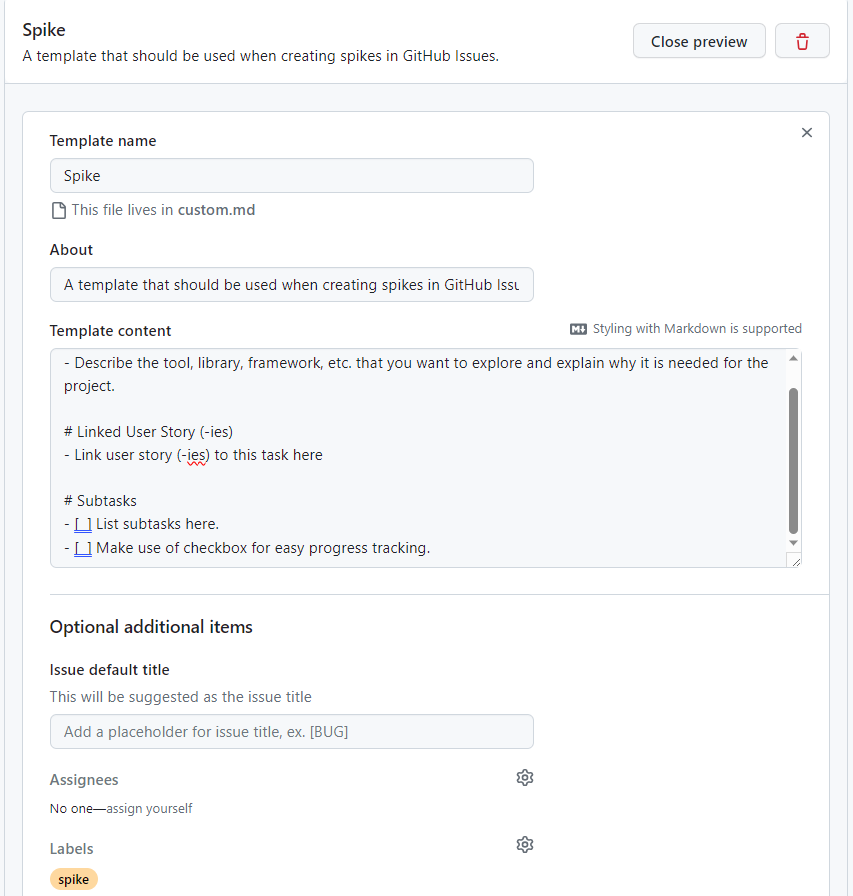 Spike
A template that should be used when creating spikes in GitHub Issues.
Close preview
Template name
Spike
This file lives in custom.md
About
A template that should be used when creating spikes in GitHub Issu
Template content
Styling with Markdown is supported
- Describe the tool, library, framework, etc. that you want to explore and explain why it is needed for the
project.
# Linked User Story (-ies)
- Link user story (-ies) to this task here
# Subtasks
- [ ] List subtasks here.
- [ ] Make use of checkbox for easy progress tracking.
Optional additional items
Issue default title
This will be suggested as the issue title
Add a placeholder for issue title, ex. [BUG]
Assignees
No one—assign yourself
Labels
spike